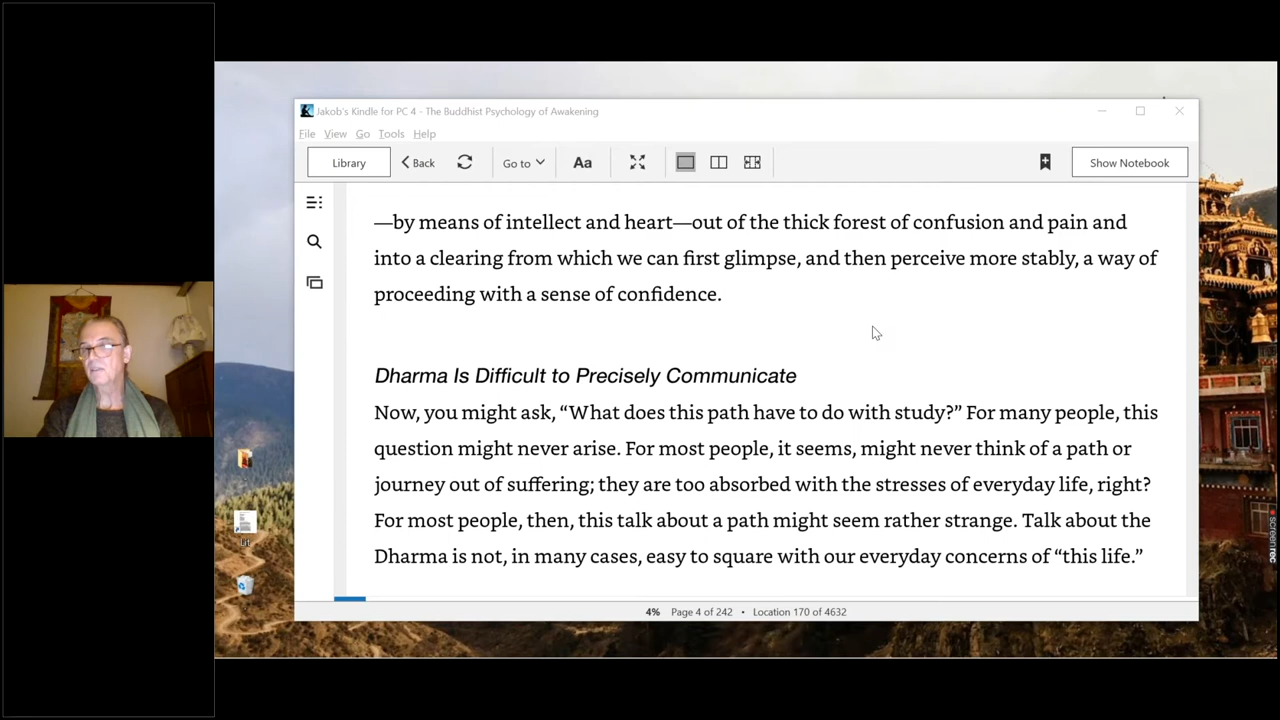 Jakob's Kindle for PC 4 - The Buddhist Psychology of Awakening
File View Go Tools Help
Library Back Go to Aa Show Notebook
—by means of intellect and heart—out of the thick forest of confusion and pain and
into a clearing from which we can first glimpse, and then perceive more stably, a way of
proceeding with a sense of confidence.
Dharma Is Difficult to Precisely Communicate
Now, you might ask, “What does this path have to do with study?” For many people, this
question might never arise. For most people, it seems, might never think of a path or
journey out of suffering; they are too absorbed with the stresses of everyday life, right?
For most people, then, this talk about a path might seem rather strange. Talk about the
Dharma is not, in many cases, easy to square with our everyday concerns of “this life.”
4% Page 4 of 242 • Location 170 of 4632
Lit
screenrec